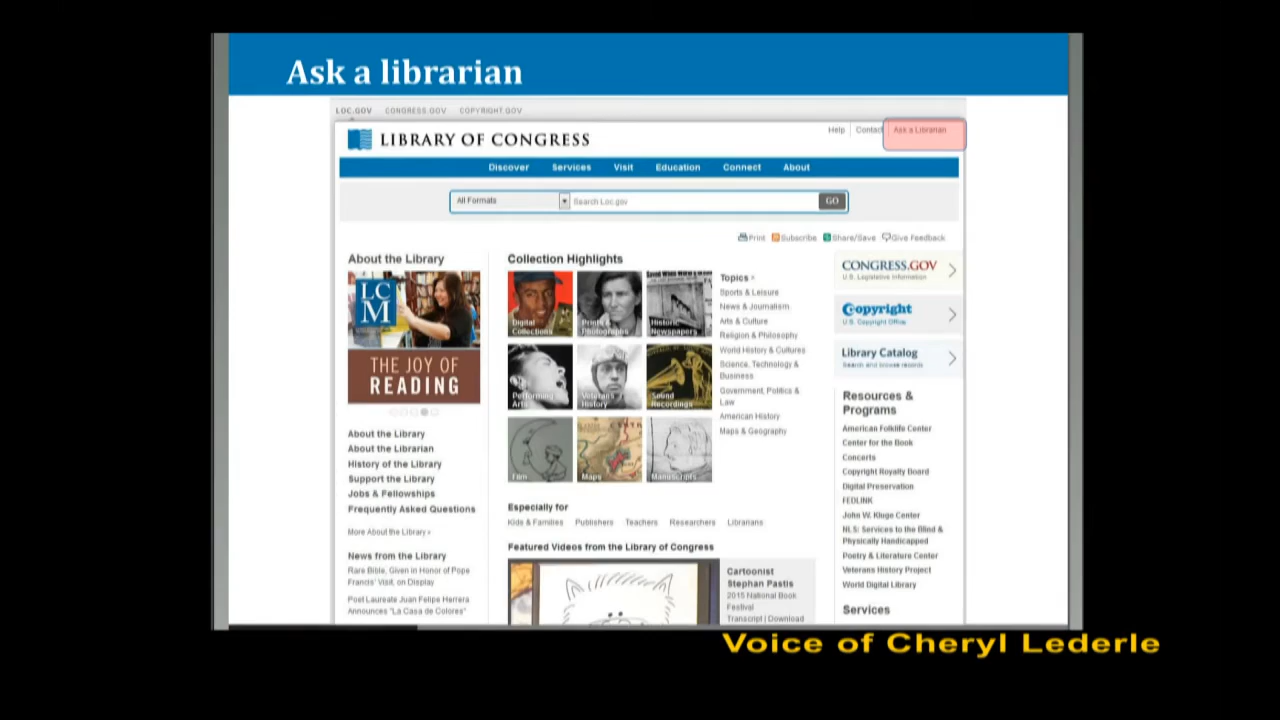 Ask a librarian
LOC.GOV CONGRESS.GOV COPYRIGHT.GOV
LIBRARY OF CONGRESS
Help Contact Ask a Librarian
Discover Services Visit Education Connect About
All Formats Search Loc.gov GO
Print Subscribe Share/Save Give Feedback
About the Library
LC
M
THE JOY OF
READING
About the Library
About the Librarian
History of the Library
Support the Library
Jobs & Fellowships
Frequently Asked Questions
More About the Library »
News from the Library
Rare Bible, Given in Honor of Pope
Francis' Visit, on Display
Poet Laureate Juan Felipe Herrera
Announces "La Casa de Colores"
Collection Highlights
Digital
Collections
Prints &
Photographs
Historic
Newspapers
Performing
Arts
Veterans
History
Sound
Recordings
Film
Maps
Manuscripts
Topics »
Sports & Leisure
News & Journalism
Arts & Culture
Religion & Philosophy
World History & Cultures
Science, Technology &
Business
Government, Politics &
Law
American History
Maps & Geography
Especially for
Kids & Families Publishers Teachers Researchers Librarians
Featured Videos from the Library of Congress
Cartoonist
Stephan Pastis
2015 National Book
Festival
Transcript | Download
CONGRESS.GOV
U.S. Legislative Information
Copyright
U.S. Copyright Office
Library Catalog
Search and browse records
Resources &
Programs
American Folklife Center
Center for the Book
Concerts
Copyright Royalty Board
Digital Preservation
FEDLINK
John W. Kluge Center
NLS: Services to the Blind &
Physically Handicapped
Poetry & Literature Center
Veterans History Project
World Digital Library
Services
Voice of Cheryl Lederle